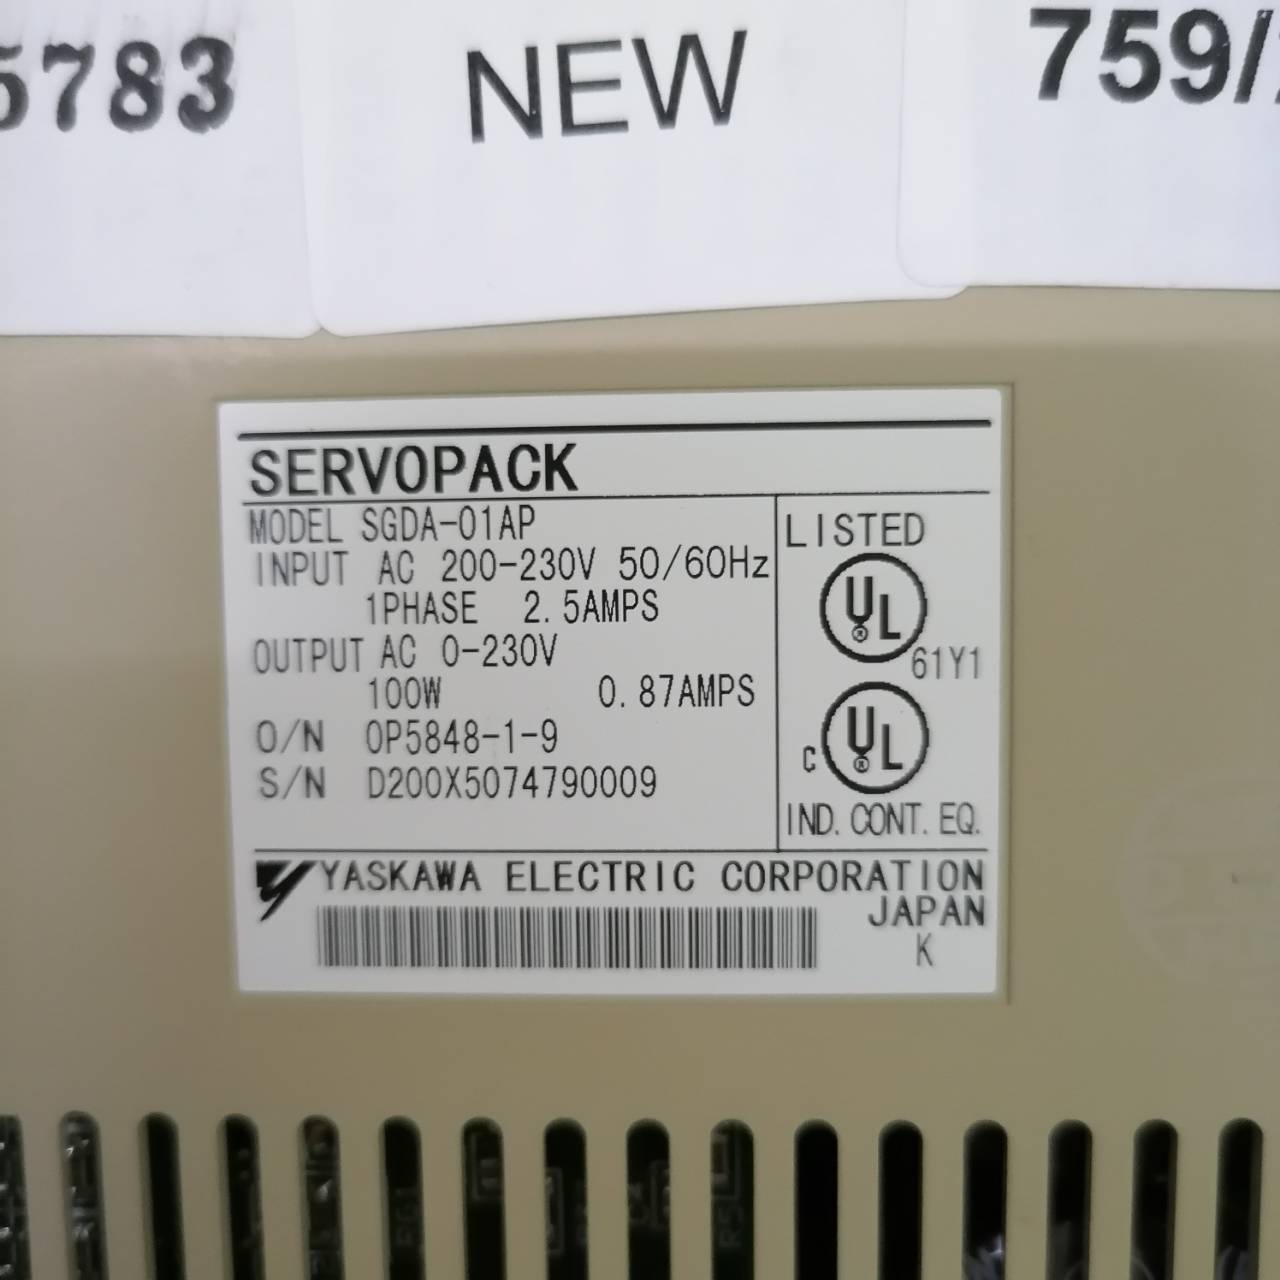 5783
NEW
759/
SERVOPACK
MODEL SGDA-01AP
INPUT AC 200-230V 50/60Hz
1PHASE 2.5AMPS
OUTPUT AC 0-230V
100W 0.87AMPS
O/N OP5848-1-9
S/N D200X5074790009
LISTED
UL
®
61Y1
C UL
®
IND. CONT. EQ.
YASKAWA ELECTRIC CORPORATION
JAPAN
K